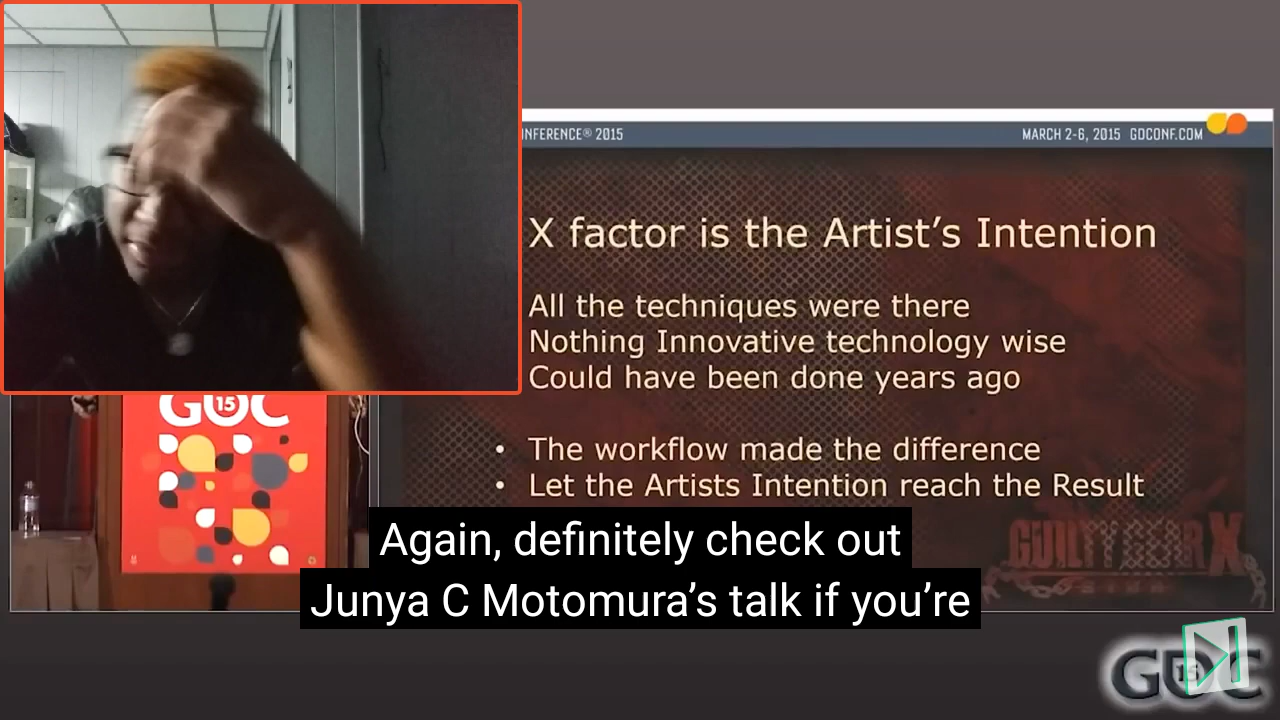 ONFERENCE® 2015
MARCH 2-6, 2015 GDCONF.COM
X factor is the Artist's Intention
All the techniques were there
Nothing Innovative technology wise
Could have been done years ago
• The workflow made the difference
• Let the Artists Intention reach the Result
GUILTY GEAR X
GDC
15
Again, definitely check out
Junya C Motomura's talk if you're
GDC
15